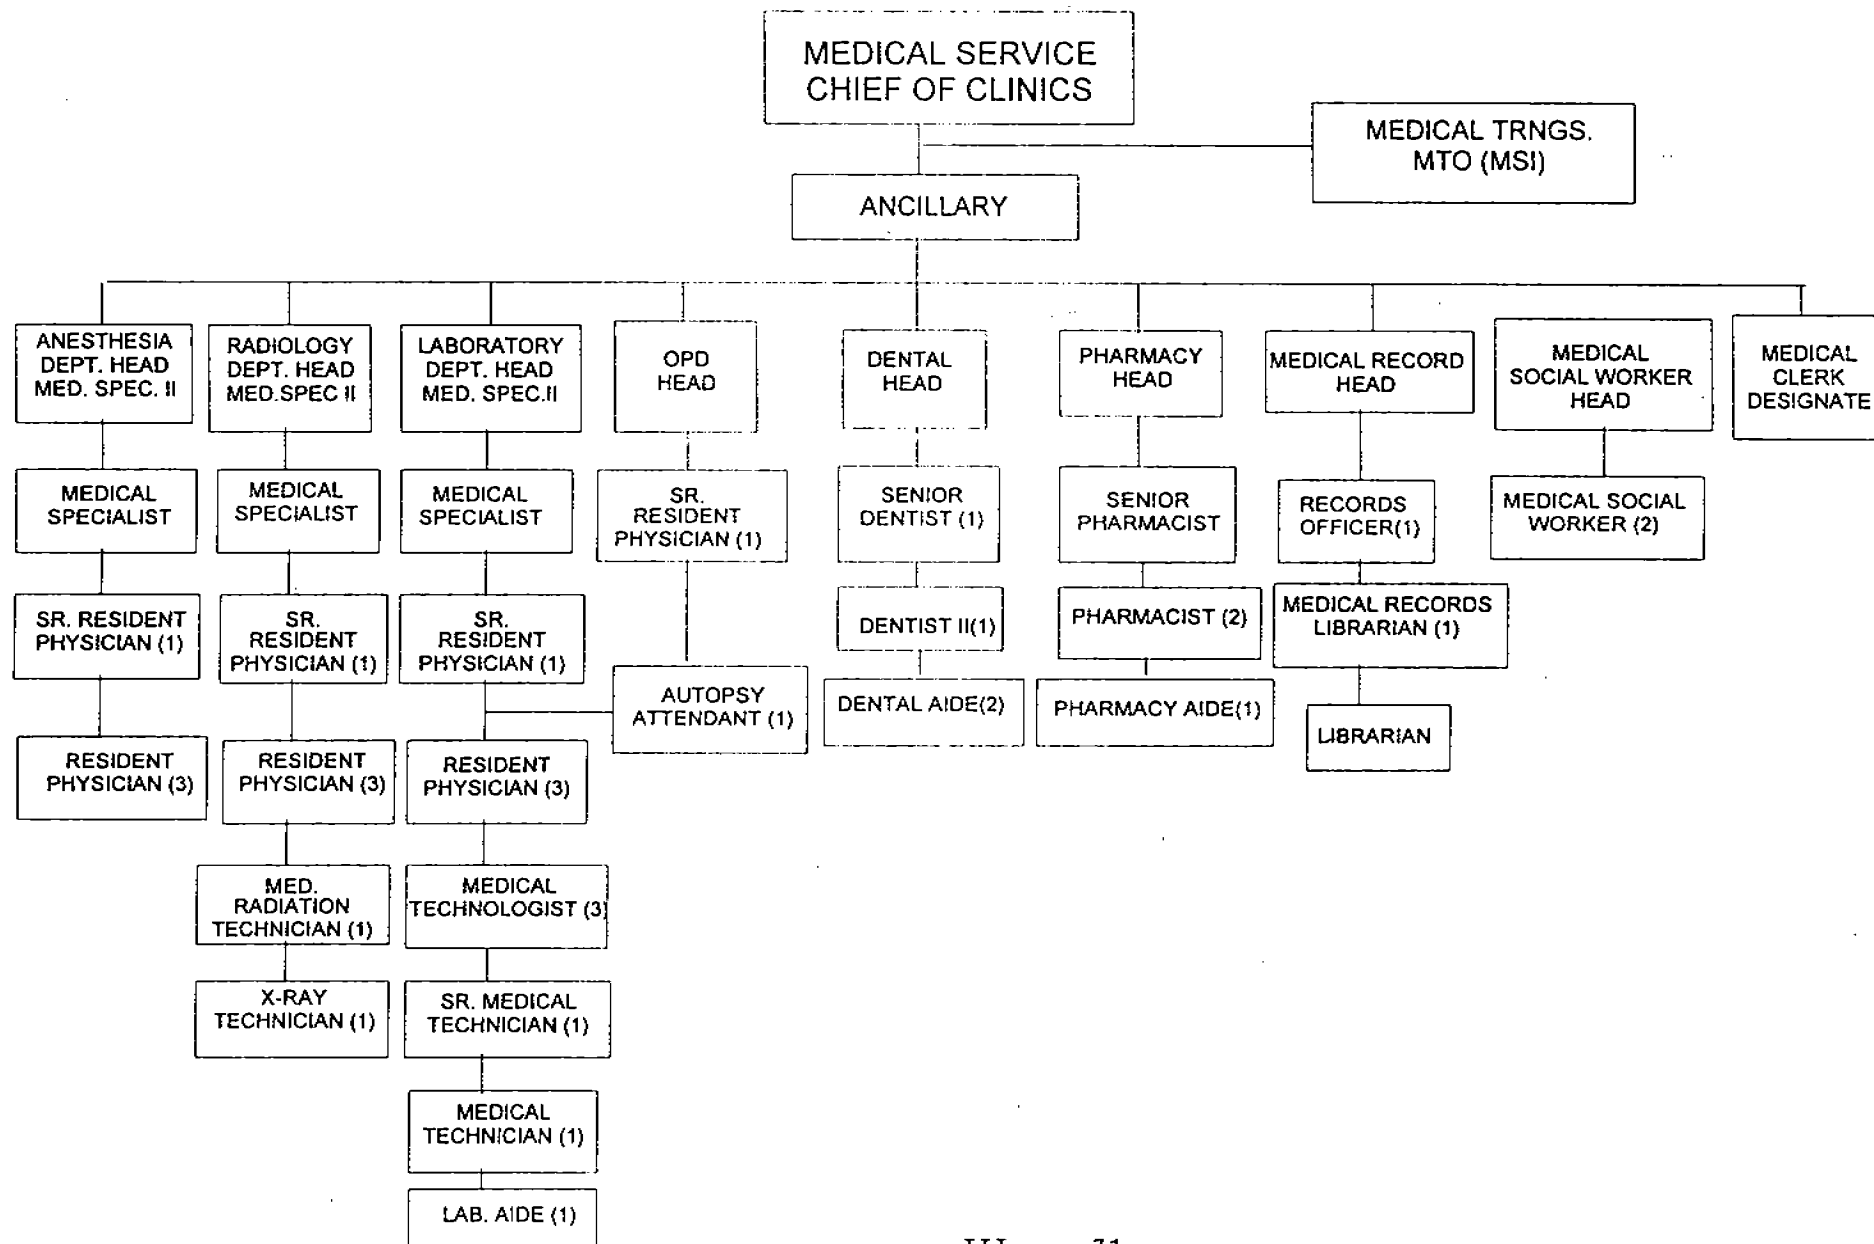 MEDICAL SERVICE
CHIEF OF CLINICS
MEDICAL TRNGS.
MTO (MSI)
ANCILLARY
ANESTHESIA
DEPT. HEAD
MED. SPEC. II
RADIOLOGY
DEPT. HEAD
MED.SPEC II
LABORATORY
DEPT. HEAD
MED. SPEC.II
OPD
HEAD
DENTAL
HEAD
PHARMACY
HEAD
MEDICAL RECORD
HEAD
MEDICAL
SOCIAL WORKER
HEAD
MEDICAL
CLERK
DESIGNATE
MEDICAL
SPECIALIST
MEDICAL
SPECIALIST
MEDICAL
SPECIALIST
SR.
RESIDENT
PHYSICIAN (1)
SENIOR
DENTIST (1)
SENIOR
PHARMACIST
RECORDS
OFFICER(1)
MEDICAL SOCIAL
WORKER (2)
SR. RESIDENT
PHYSICIAN (1)
SR.
RESIDENT
PHYSICIAN (1)
SR.
RESIDENT
PHYSICIAN (1)
DENTIST II(1)
PHARMACIST (2)
MEDICAL RECORDS
LIBRARIAN (1)
AUTOPSY
ATTENDANT (1)
DENTAL AIDE(2)
PHARMACY AIDE(1)
LIBRARIAN
RESIDENT
PHYSICIAN (3)
RESIDENT
PHYSICIAN (3)
RESIDENT
PHYSICIAN (3)
MED.
RADIATION
TECHNICIAN (1)
MEDICAL
TECHNOLOGIST (3)
X-RAY
TECHNICIAN (1)
SR. MEDICAL
TECHNICIAN (1)
MEDICAL
TECHNICIAN (1)
LAB. AIDE (1)